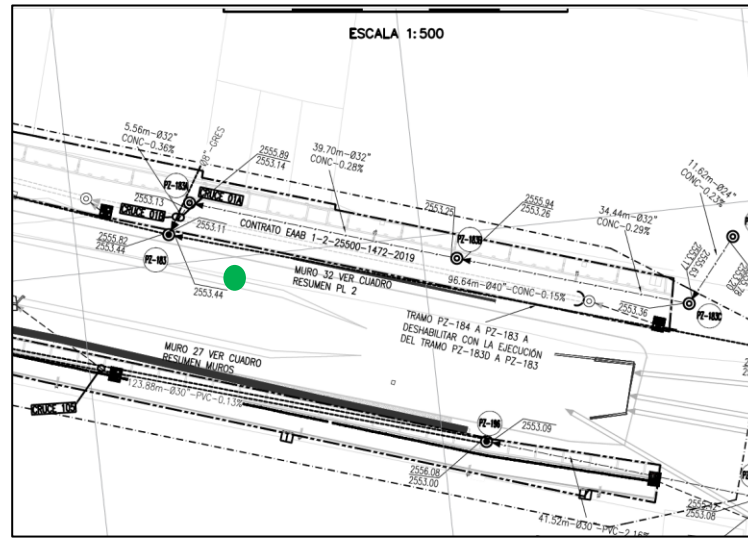 ESCALA 1:500
5.56m-Ø32"
CONC-0.36%
Ø8"-GRES
2555.89
2553.14
39.70m-Ø32"
CONC-0.28%
PZ-183A
CRUCE 01A
2553.13
CRUCE 01B
2553.11
2555.82
2553.44
PZ-183
2553.44
CONTRATO EAAB 1-2-25500-1472-2019
2553.25
2555.94
2553.26
34.44m-Ø32"
CONC-0.29%
11.62m-Ø24"
CONC-0.23%
96.64m-Ø40"-CONC-0.15%
2553.36
PZ-183C
MURO 32 VER CUADRO
RESUMEN PL 2
TRAMO PZ-184 A PZ-183 A
DESHABILITAR CON LA EJECUCIÓN
DEL TRAMO PZ-183D A PZ-183
MURO 27 VER CUADRO
RESUMEN MUROS
123.88m-Ø30"-PVC-0.13%
CRUCE 105
PZ-196
2553.09
2556.08
2553.00
41.52m-Ø30"-PVC-2.16%
2553.08